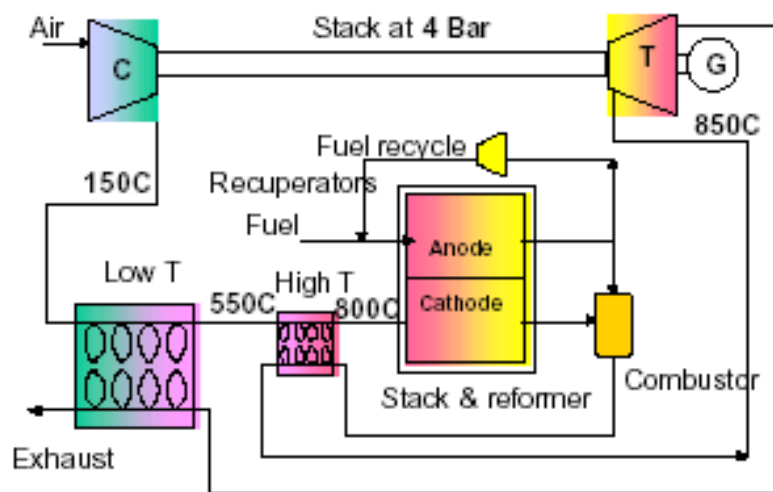 Air
Stack at 4 Bar
C
T
G
850C
Fuel recycle
150C
Recuperators
Fuel
Anode
Low T
High T
550C
800C
Cathode
Combustor
Stack & reformer
Exhaust